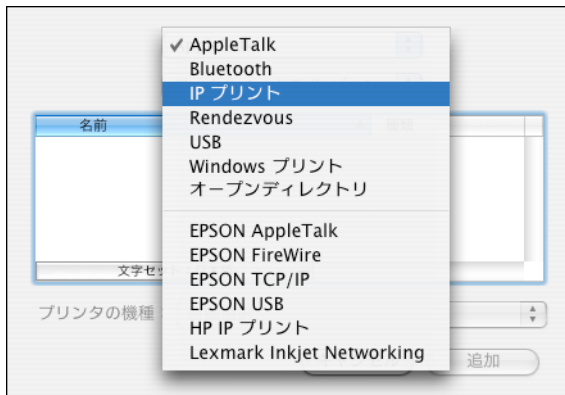 AppleTalk
Bluetooth
IP プリント
名前
Rendezvous
USB
Windows プリント
オープンディレクトリ
EPSON AppleTalk
EPSON FireWire
文字セッ
EPSON TCP/IP
EPSON USB
プリンタの機種
HP IP プリント
Lexmark Inkjet Networking
追加